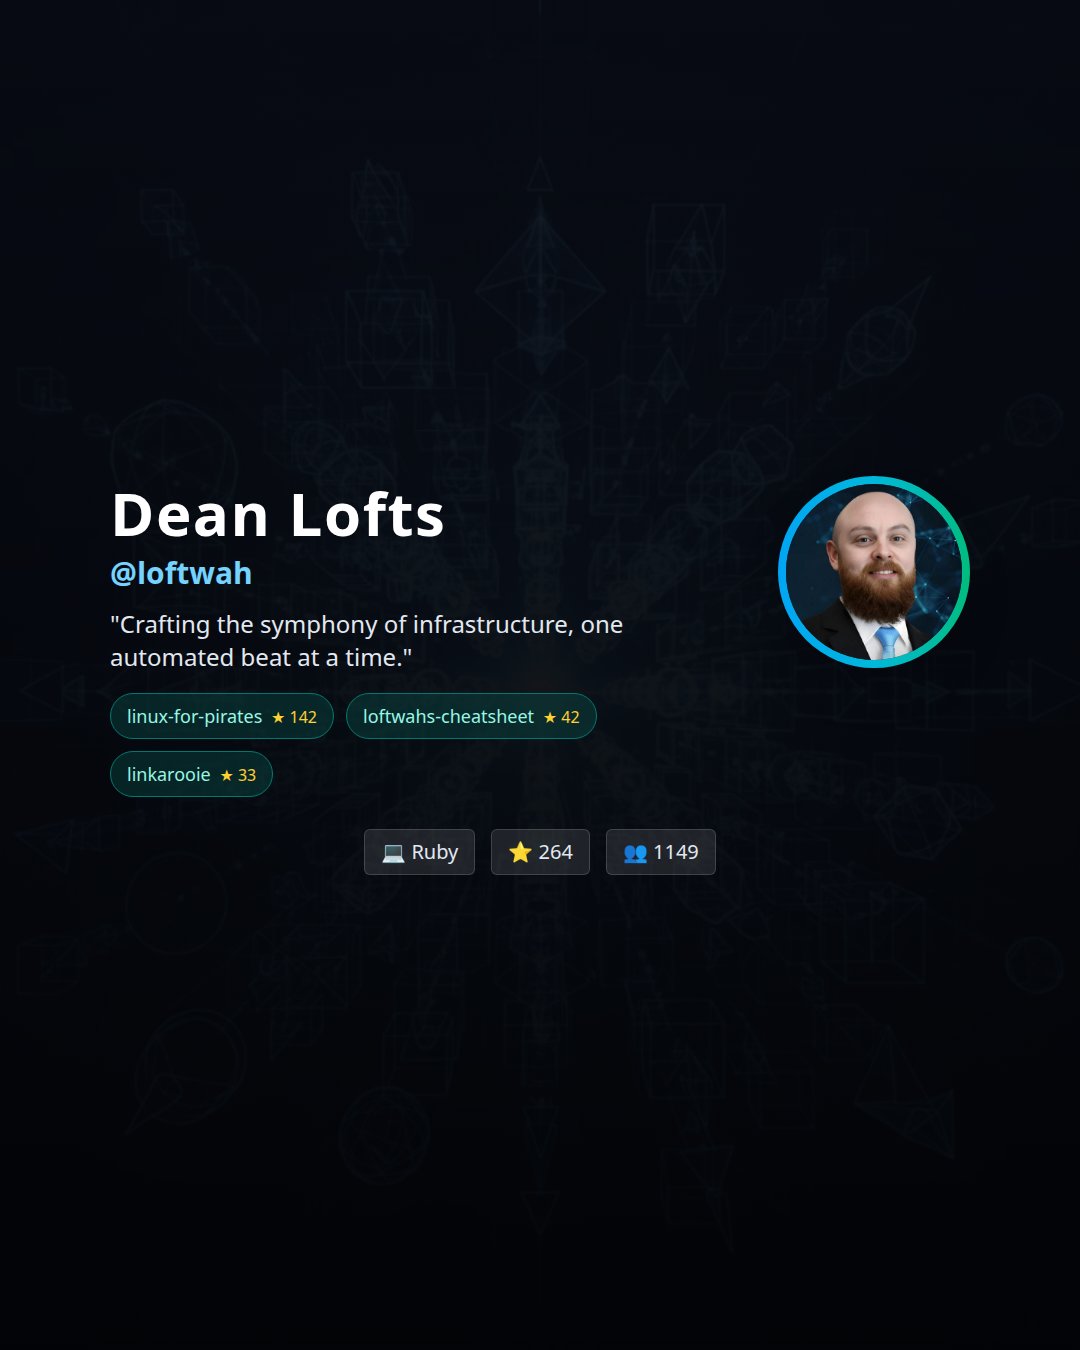 Dean Lofts
@loftwah
"Crafting the symphony of infrastructure, one
automated beat at a time."
linux-for-pirates ★ 142 loftwahs-cheatsheet ★ 42
linkarooie ★ 33
💻 Ruby ⭐ 264 👥 1149